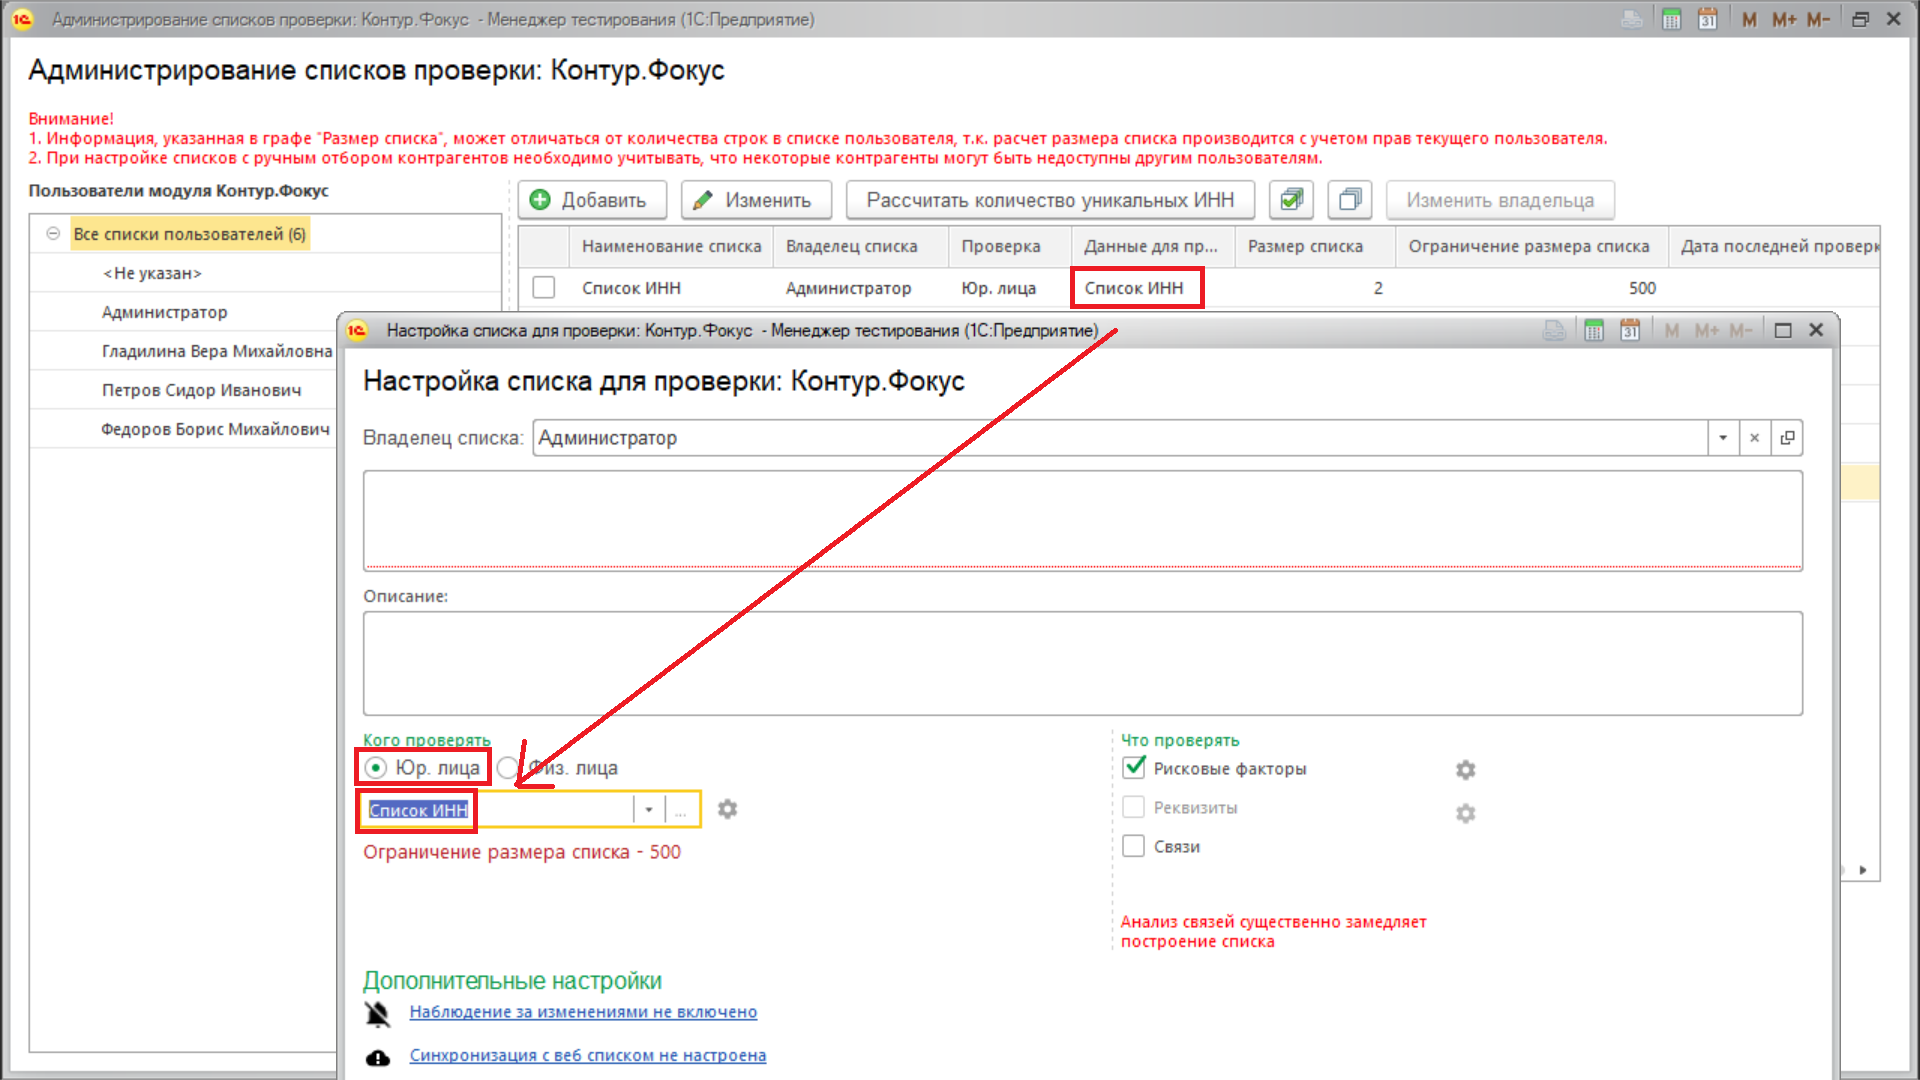 Администрирование списков проверки: Контур.Фокус - Менеджер тестирования (1С:Предприятие)
31 M M+ M-
Администрирование списков проверки: Контур.Фокус
Внимание!
1. Информация, указанная в графе "Размер списка", может отличаться от количества строк в списке пользователя, т.к. расчет размера списка производится с учетом прав текущего пользователя.
2. При настройке списков с ручным отбором контрагентов необходимо учитывать, что некоторые контрагенты могут быть недоступны другим пользователям.
Пользователи модуля Контур.Фокус
Добавить Изменить Рассчитать количество уникальных ИНН Изменить владельца
Все списки пользователей (6)
<Не указан>
Администратор
Гладилина Вера Михайловна
Петров Сидор Иванович
Федоров Борис Михайлович
Наименование списка Владелец списка Проверка Данные для пр... Размер списка Ограничение размера списка Дата последней проверк
Список ИНН Администратор Юр. лица Список ИНН 2 500
Настройка списка для проверки: Контур.Фокус - Менеджер тестирования (1С:Предприятие)
31 M M+ M-
Настройка списка для проверки: Контур.Фокус
Владелец списка: Администратор
Описание:
Кого проверять
Юр. лица Физ. лица
Список ИНН ...
Ограничение размера списка - 500
Что проверять
Рисковые факторы
Реквизиты
Связи
Анализ связей существенно замедляет
построение списка
Дополнительные настройки
Наблюдение за изменениями не включено
Синхронизация с веб списком не настроена